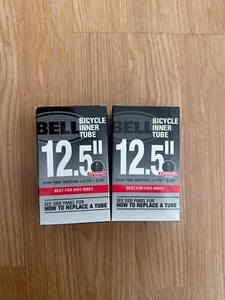 BELL
BICYCLE
INNER
TUBE
12.5"
BEST FOR KIDS BIKES
SEE SIDE PANEL FOR
HOW TO REPLACE A TUBE
BELL
BICYCLE
INNER
TUBE
12.5"
BEST FOR KIDS BIKES
SEE SIDE PANEL FOR
HOW TO REPLACE A TUBE